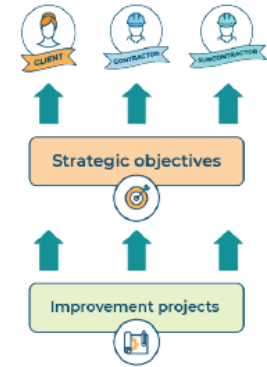 CLIENT
CONTRACTOR
SUBCONTRACTOR
Strategic objectives
Improvement projects